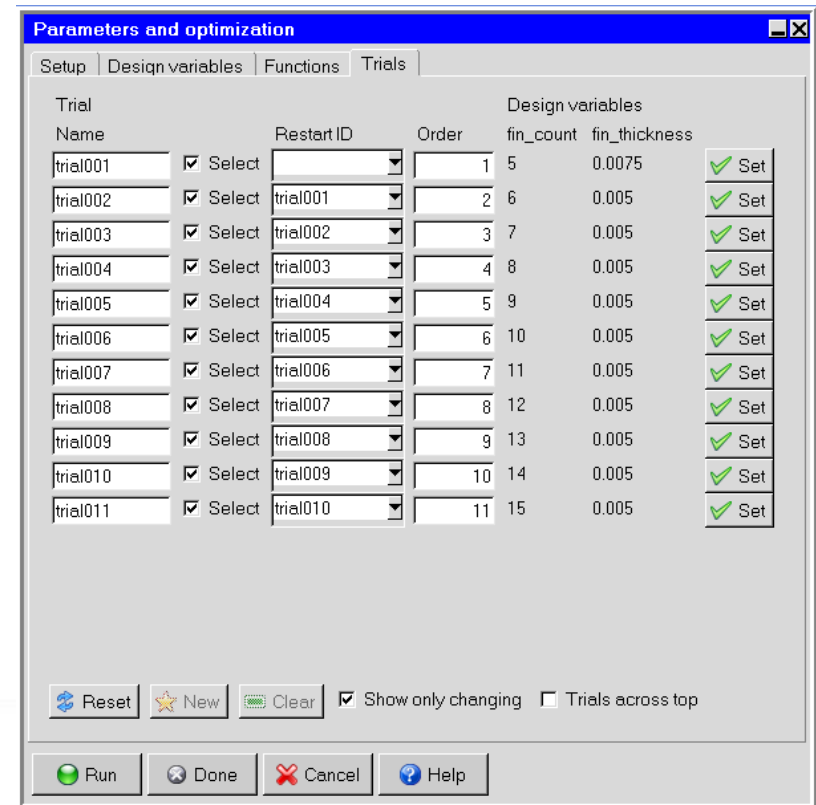 Parameters and optimization
Setup Design variables Functions Trials
Trial Design variables
Name Restart ID Order fin_count fin_thickness
trial001 Select 1 5 0.0075 Set
trial002 Select trial001 2 6 0.005 Set
trial003 Select trial002 3 7 0.005 Set
trial004 Select trial003 4 8 0.005 Set
trial005 Select trial004 5 9 0.005 Set
trial006 Select trial005 6 10 0.005 Set
trial007 Select trial006 7 11 0.005 Set
trial008 Select trial007 8 12 0.005 Set
trial009 Select trial008 9 13 0.005 Set
trial010 Select trial009 10 14 0.005 Set
trial011 Select trial010 11 15 0.005 Set
Reset New Clear Show only changing Trials across top
Run Done Cancel Help